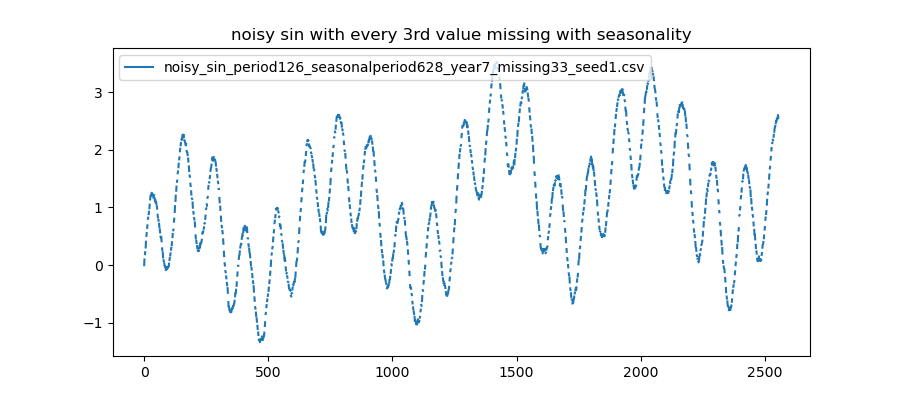 noisy sin with every 3rd value missing with seasonality
noisy_sin_period126_seasonalperiod628_year7_missing33_seed1.csv
3
2
1
0
−1
0 500 1000 1500 2000 2500